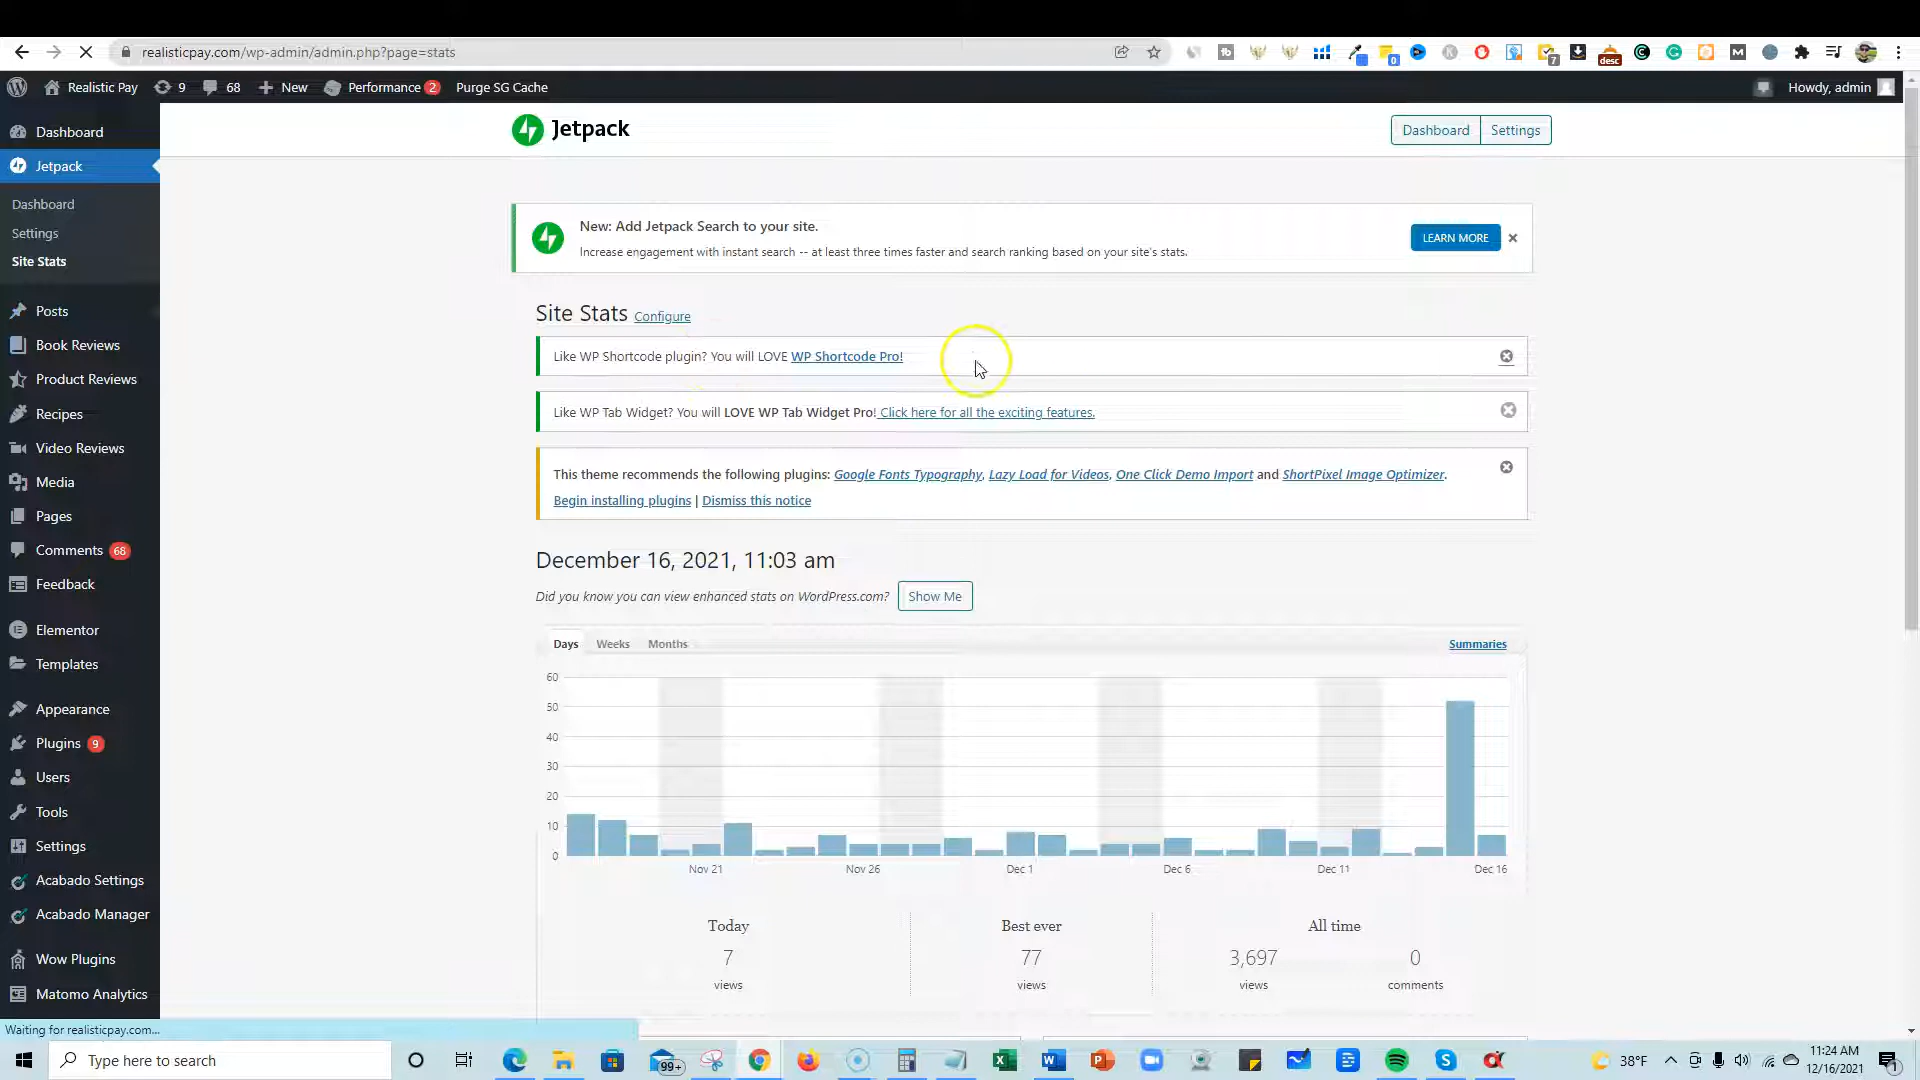 realisticpay.com/wp-admin/admin.php?page=stats
Realistic Pay 9 68 New Performance 2 Purge SG Cache Howdy, admin
Dashboard
Jetpack
Dashboard
Settings
Site Stats
Posts
Book Reviews
Product Reviews
Recipes
Video Reviews
Media
Pages
Comments 68
Feedback
Elementor
Templates
Appearance
Plugins 9
Users
Tools
Settings
Acabado Settings
Acabado Manager
Wow Plugins
Matomo Analytics
Jetpack
Dashboard Settings
New: Add Jetpack Search to your site.
Increase engagement with instant search -- at least three times faster and search ranking based on your site's stats.
LEARN MORE
Site Stats Configure
Like WP Shortcode plugin? You will LOVE WP Shortcode Pro!
Like WP Tab Widget? You will LOVE WP Tab Widget Pro! Click here for all the exciting features.
This theme recommends the following plugins: Google Fonts Typography, Lazy Load for Videos, One Click Demo Import and ShortPixel Image Optimizer.
Begin installing plugins | Dismiss this notice
December 16, 2021, 11:03 am
Did you know you can view enhanced stats on WordPress.com? Show Me
Days Weeks Months Summaries
60
50
40
30
20
10
0
Nov 21 Nov 26 Dec 1 Dec 6 Dec 11 Dec 16
Today Best ever All time
7 77 3,697 0
views views views comments
Waiting for realisticpay.com...
Type here to search
99+
38°F
11:24 AM
12/16/2021
desc
7
0
1